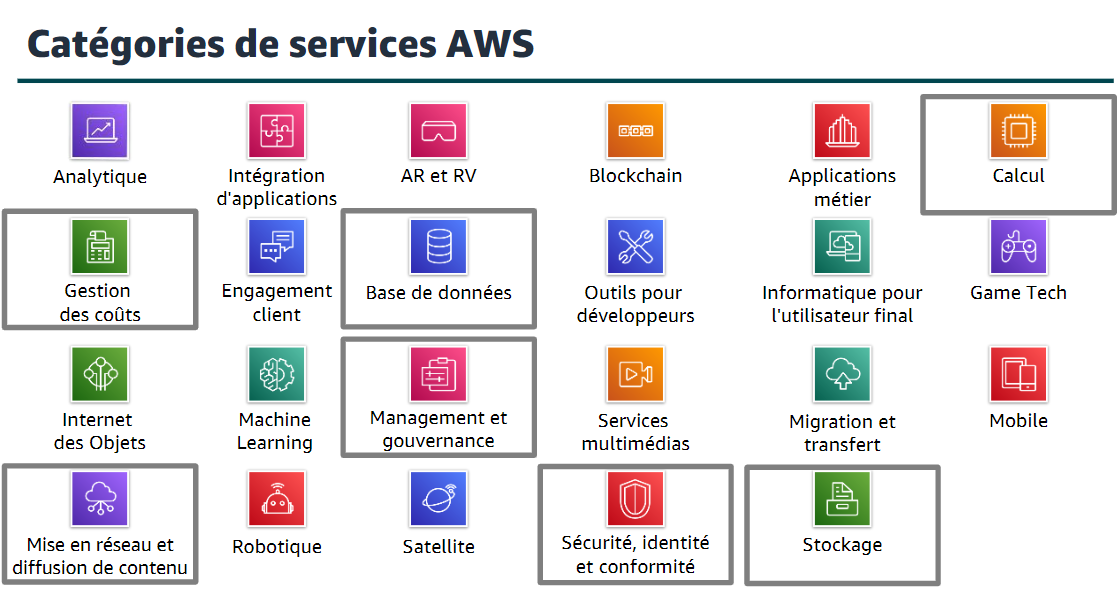 Catégories de services AWS
Analytique
Intégration
d'applications
AR et RV
Blockchain
Applications
métier
Calcul
Gestion
des coûts
Engagement
client
Base de données
Outils pour
développeurs
Informatique pour
l'utilisateur final
Game Tech
Internet
des Objets
Machine
Learning
Management et
gouvernance
Services
multimédias
Migration et
transfert
Mobile
Mise en réseau et
diffusion de contenu
Robotique
Satellite
Sécurité, identité
et conformité
Stockage